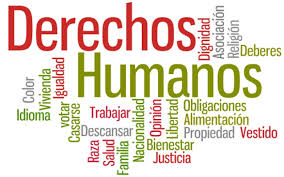 Derechos
Humanos
Dignidad
Asociación
Religión
Deberes
Color
Vivienda
Igualdad
Idioma
votar
Casarse
Trabajar
Descansar
Raza
Salud
Familia
Nacionalidad
Opinión
Libertad
Obligaciones
Alimentación
Propiedad
Vestido
Bienestar
Justicia